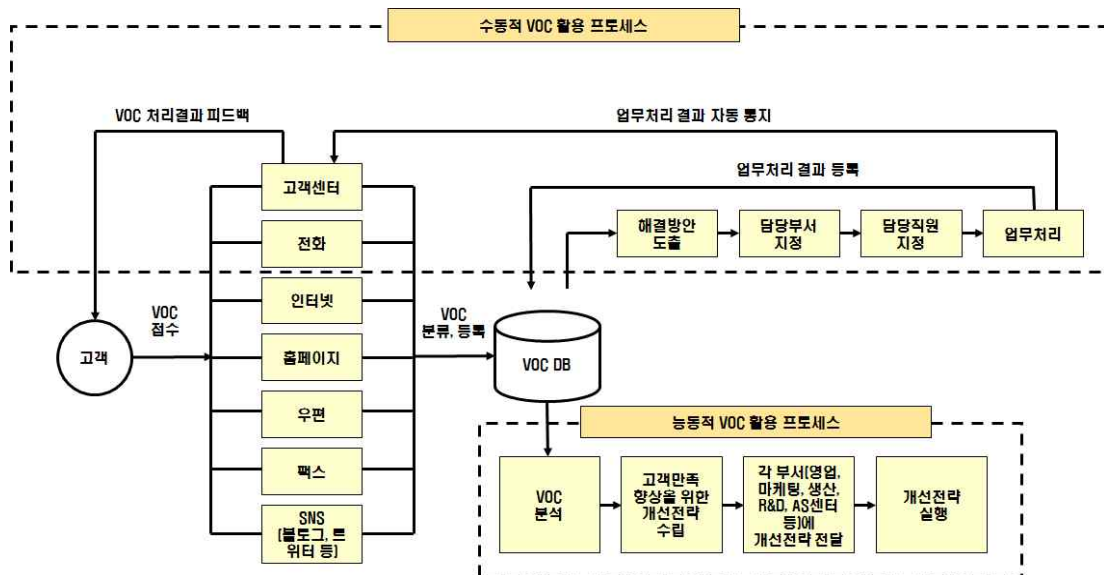 수동적 VOC 활용 프로세스
VOC 처리결과 피드백
업무처리 결과 자동 통지
업무처리 결과 등록
고객센터
전화
인터넷
홈페이지
우편
팩스
SNS
(블로그, 트
위터 등)
해결방안
도출
담당부서
지정
담당직원
지정
업무처리
고객
VOC
접수
VOC
분류, 등록
VOC DB
능동적 VOC 활용 프로세스
VOC
분석
고객만족
향상을 위한
개선전략
수립
각 부서(영업,
마케팅, 생산,
R&D, AS센터
등)에
개선전략 전달
개선전략
실행